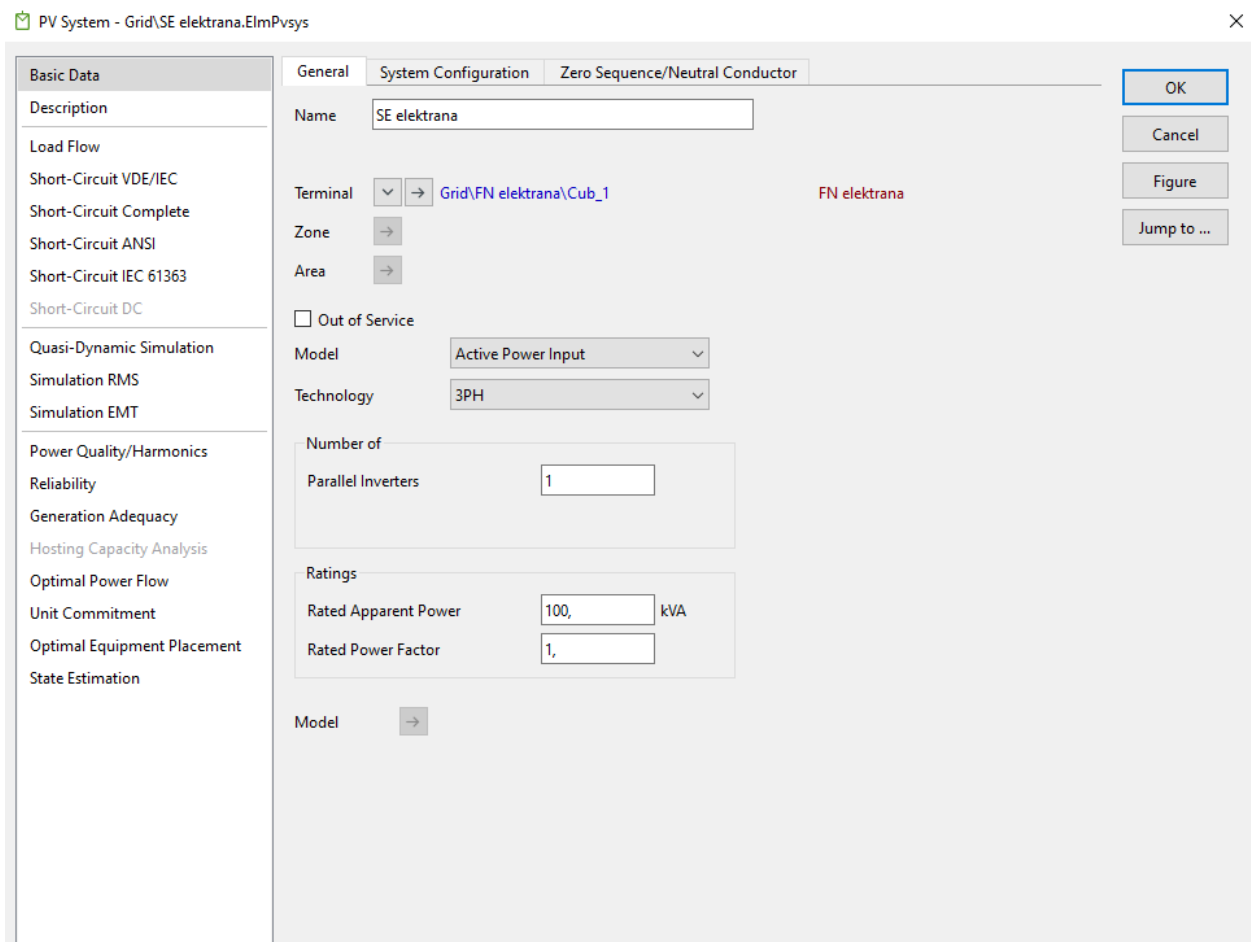 PV System - Grid\SE elektrana.ElmPvsys
Basic Data
Description
Load Flow
Short-Circuit VDE/IEC
Short-Circuit Complete
Short-Circuit ANSI
Short-Circuit IEC 61363
Short-Circuit DC
Quasi-Dynamic Simulation
Simulation RMS
Simulation EMT
Power Quality/Harmonics
Reliability
Generation Adequacy
Hosting Capacity Analysis
Optimal Power Flow
Unit Commitment
Optimal Equipment Placement
State Estimation
General System Configuration Zero Sequence/Neutral Conductor
Name SE elektrana
Terminal Grid\FN elektrana\Cub_1 FN elektrana
Zone
Area
Out of Service
Model Active Power Input
Technology 3PH
Number of
Parallel Inverters 1
Ratings
Rated Apparent Power 100, kVA
Rated Power Factor 1,
Model
OK
Cancel
Figure
Jump to ...